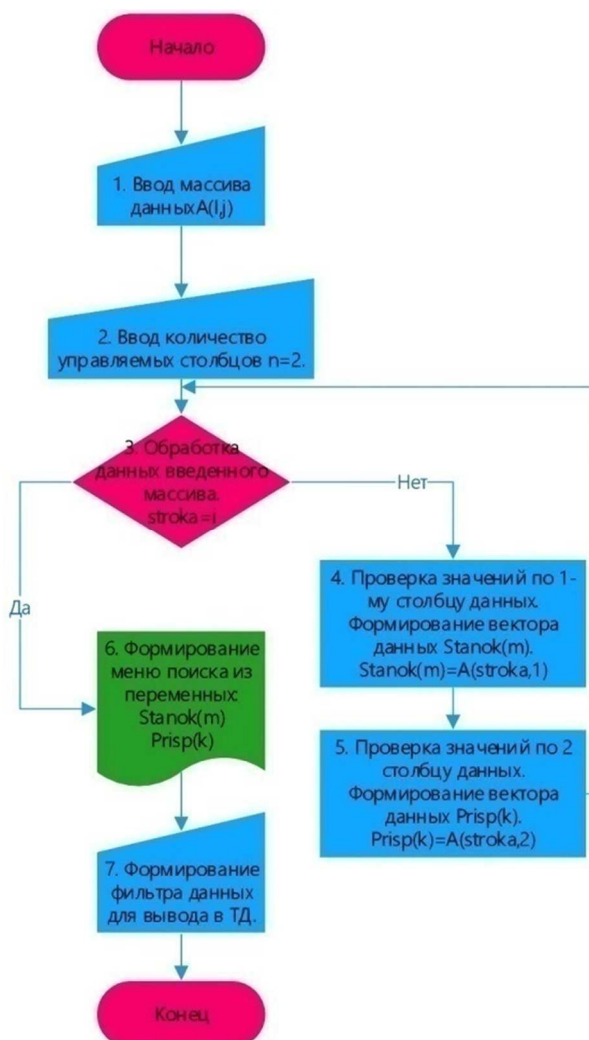 Начало
1. Ввод массива
данныхA(I,j)
2. Ввод количество
управляемых столбцов n=2.
3. Обработка
данных введенного
массива.
stroka=i
Нет
Да
4. Проверка значений по 1-
му столбцу данных.
Формирование вектора
данных Stanok(m).
Stanok(m)=A(stroka,1)
5. Проверка значений по 2
столбцу данных.
Формирование вектора
данных Prisp(k).
Prisp(k)=A(stroka,2)
6. Формирование
меню поиска из
переменных:
Stanok(m)
Prisp(k)
7. Формирование
фильтра данных
для вывода в ТД.
Конец